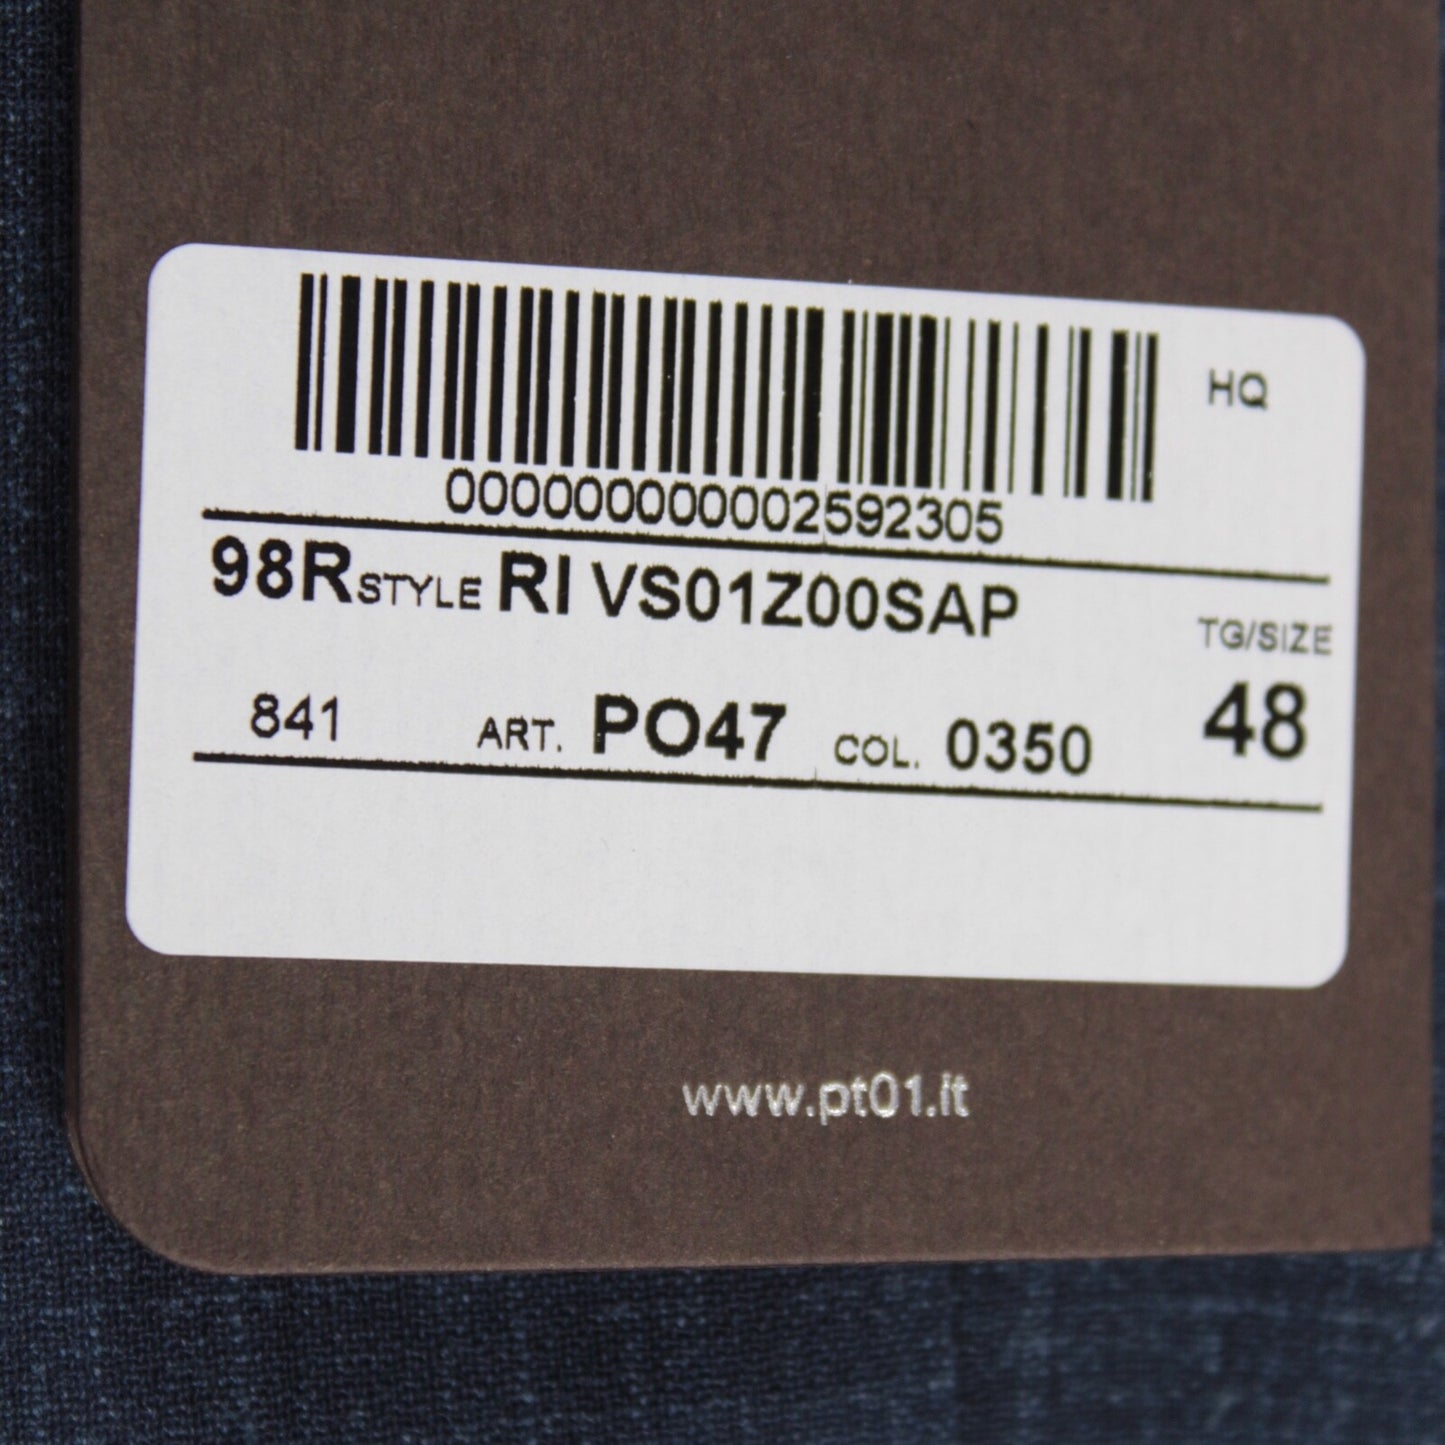 HQ
000000000002592305
98R STYLE RI VS01Z00SAP
TG/SIZE
841 ART. PO47 COL. 0350 48
www.pt01.it